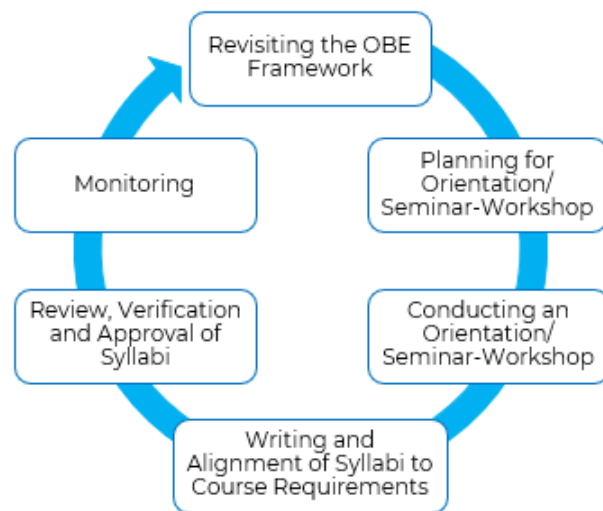 Revisiting the OBE
Framework
Planning for
Orientation/
Seminar-Workshop
Conducting an
Orientation/
Seminar-Workshop
Writing and
Alignment of Syllabi to
Course Requirements
Review, Verification
and Approval of
Syllabi
Monitoring